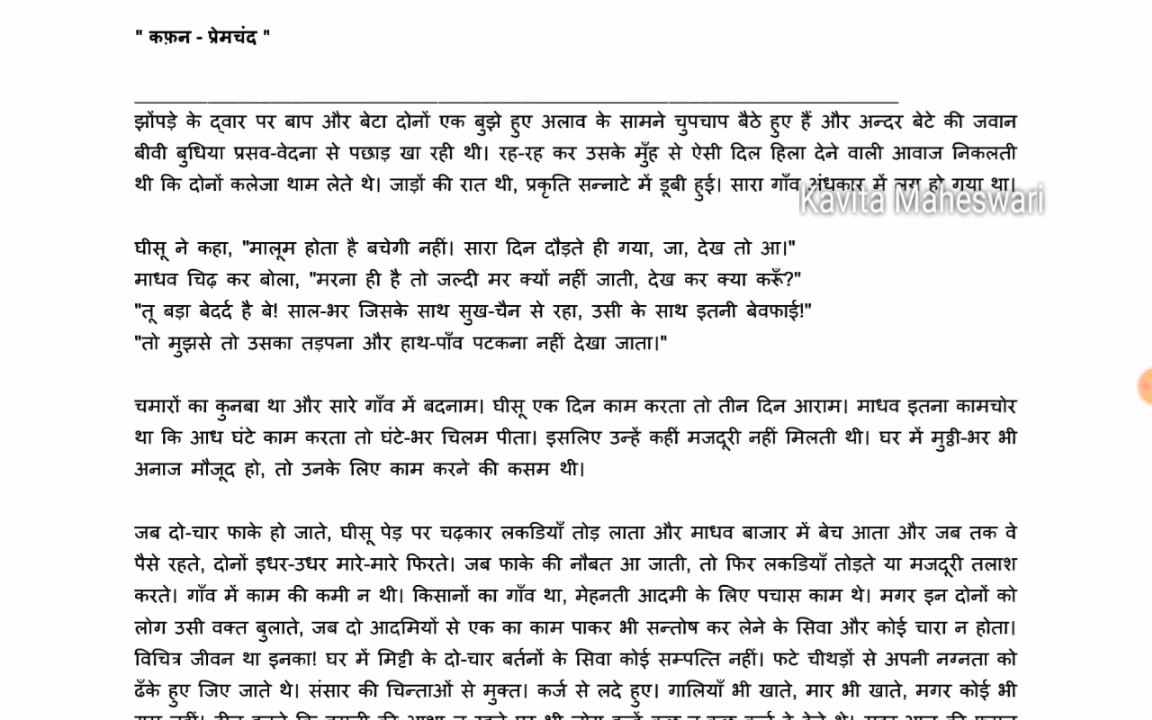 " कफ़न - प्रेमचंद "
झोंपड़े के द्वार पर बाप और बेटा दोनों एक बुझे हुए अलाव के सामने चुपचाप बैठे हुए हैं और अन्दर बेटे की जवान
बीवी बुधिया प्रसव-वेदना से पछाड़ खा रही थी। रह-रह कर उसके मुँह से ऐसी दिल हिला देने वाली आवाज निकलती
थी कि दोनों कलेजा थाम लेते थे। जाड़ों की रात थी, प्रकृति सन्नाटे में डूबी हुई। सारा गाँव अंधकार में लय हो गया था।
Kavita Maheswari
घीसू ने कहा, "मालूम होता है बचेगी नहीं। सारा दिन दौड़ते ही गया, जा, देख तो आ।"
माधव चिढ़ कर बोला, "मरना ही है तो जल्दी मर क्यों नहीं जाती, देख कर क्या करूँ?"
"तू बड़ा बेदर्द है बे! साल-भर जिसके साथ सुख-चैन से रहा, उसी के साथ इतनी बेवफाई!"
"तो मुझसे तो उसका तड़पना और हाथ-पाँव पटकना नहीं देखा जाता।"
चमारों का कुनबा था और सारे गाँव में बदनाम। घीसू एक दिन काम करता तो तीन दिन आराम। माधव इतना कामचोर
था कि आध घंटे काम करता तो घंटे-भर चिलम पीता। इसलिए उन्हें कहीं मजदूरी नहीं मिलती थी। घर में मुठ्ठी-भर भी
अनाज मौजूद हो, तो उनके लिए काम करने की कसम थी।
जब दो-चार फाके हो जाते, घीसू पेड़ पर चढ़कार लकडियाँ तोड़ लाता और माधव बाजार में बेच आता और जब तक वे
पैसे रहते, दोनों इधर-उधर मारे-मारे फिरते। जब फाके की नौबत आ जाती, तो फिर लकडियाँ तोड़ते या मजदूरी तलाश
करते। गाँव में काम की कमी न थी। किसानों का गाँव था, मेहनती आदमी के लिए पचास काम थे। मगर इन दोनों को
लोग उसी वक्त बुलाते, जब दो आदमियों से एक का काम पाकर भी सन्तोष कर लेने के सिवा और कोई चारा न होता।
विचित्र जीवन था इनका! घर में मिट्टी के दो-चार बर्तनों के सिवा कोई सम्पत्ति नहीं। फटे चीथड़ों से अपनी नग्नता को
ढँके हुए जिए जाते थे। संसार की चिन्ताओं से मुक्त। कर्ज से लदे हुए। गालियाँ भी खाते, मार भी खाते, मगर कोई भी